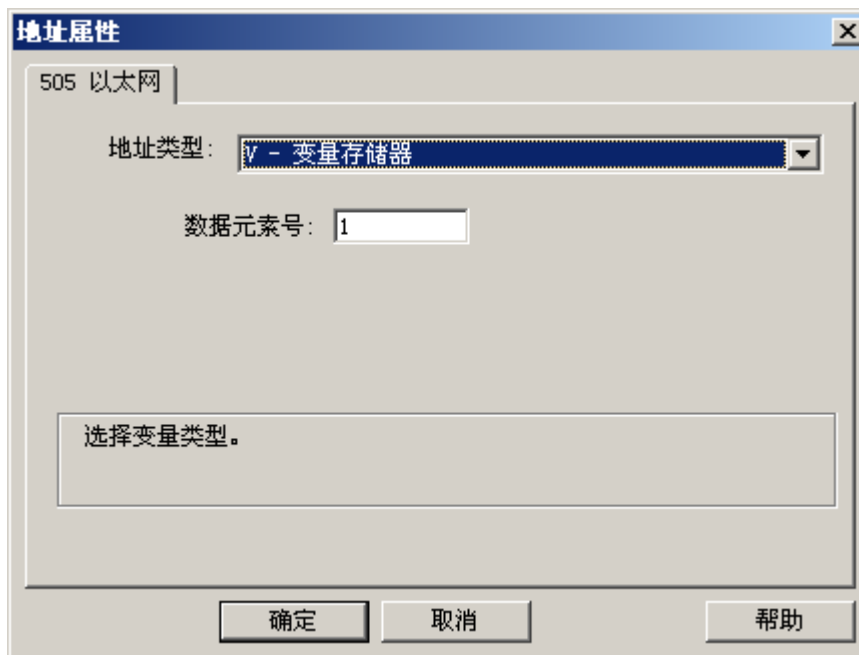 地址属性
505 以太网
地址类型: V - 变量存储器
数据元素号: 1
选择变量类型。
确定 取消 帮助